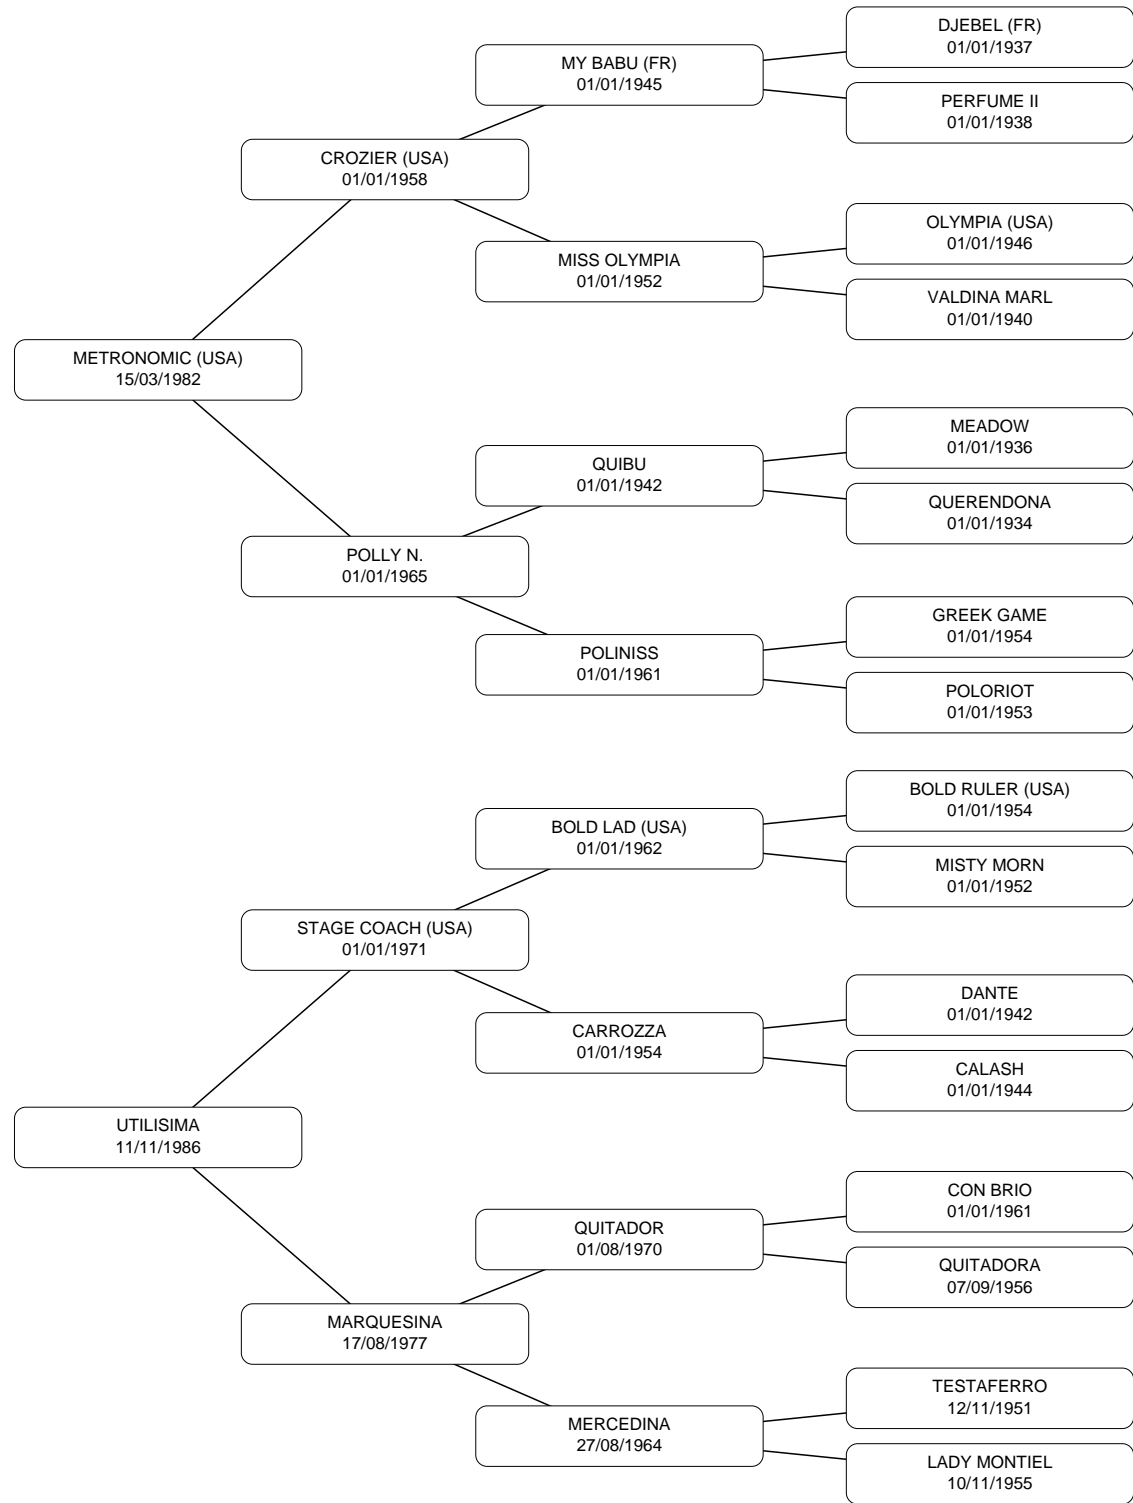 DJEBEL (FR)
01/01/1937
MY BABU (FR)
01/01/1945
PERFUME II
01/01/1938
CROZIER (USA)
01/01/1958
OLYMPIA (USA)
01/01/1946
MISS OLYMPIA
01/01/1952
VALDINA MARL
01/01/1940
METRONOMIC (USA)
15/03/1982
MEADOW
01/01/1936
QUIBU
01/01/1942
QUERENDONA
01/01/1934
POLLY N.
01/01/1965
GREEK GAME
01/01/1954
POLINISS
01/01/1961
POLORIOT
01/01/1953
BOLD RULER (USA)
01/01/1954
BOLD LAD (USA)
01/01/1962
MISTY MORN
01/01/1952
STAGE COACH (USA)
01/01/1971
DANTE
01/01/1942
CARROZZA
01/01/1954
CALASH
01/01/1944
UTILISIMA
11/11/1986
CON BRIO
01/01/1961
QUITADOR
01/08/1970
QUITADORA
07/09/1956
MARQUESINA
17/08/1977
TESTAFERRO
12/11/1951
MERCEDINA
27/08/1964
LADY MONTIEL
10/11/1955